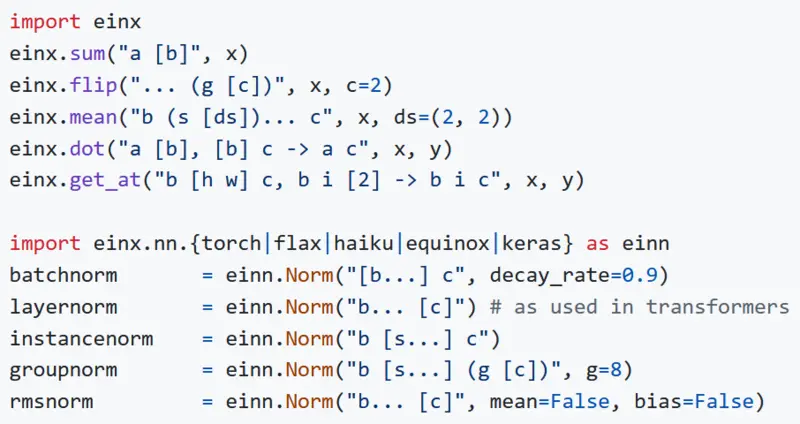 import einx
einx.sum("a [b]", x)
einx.flip("... (g [c])", x, c=2)
einx.mean("b (s [ds])... c", x, ds=(2, 2))
einx.dot("a [b], [b] c -> a c", x, y)
einx.get_at("b [h w] c, b i [2] -> b i c", x, y)

import einx.nn.{torch|flax|haiku|equinox|keras} as einn
batchnorm = einn.Norm("[b...] c", decay_rate=0.9)
layernorm = einn.Norm("b... [c]") # as used in transformers
instancenorm = einn.Norm("b [s...] c")
groupnorm = einn.Norm("b [s...] (g [c])", g=8)
rmsnorm = einn.Norm("b... [c]", mean=False, bias=False)